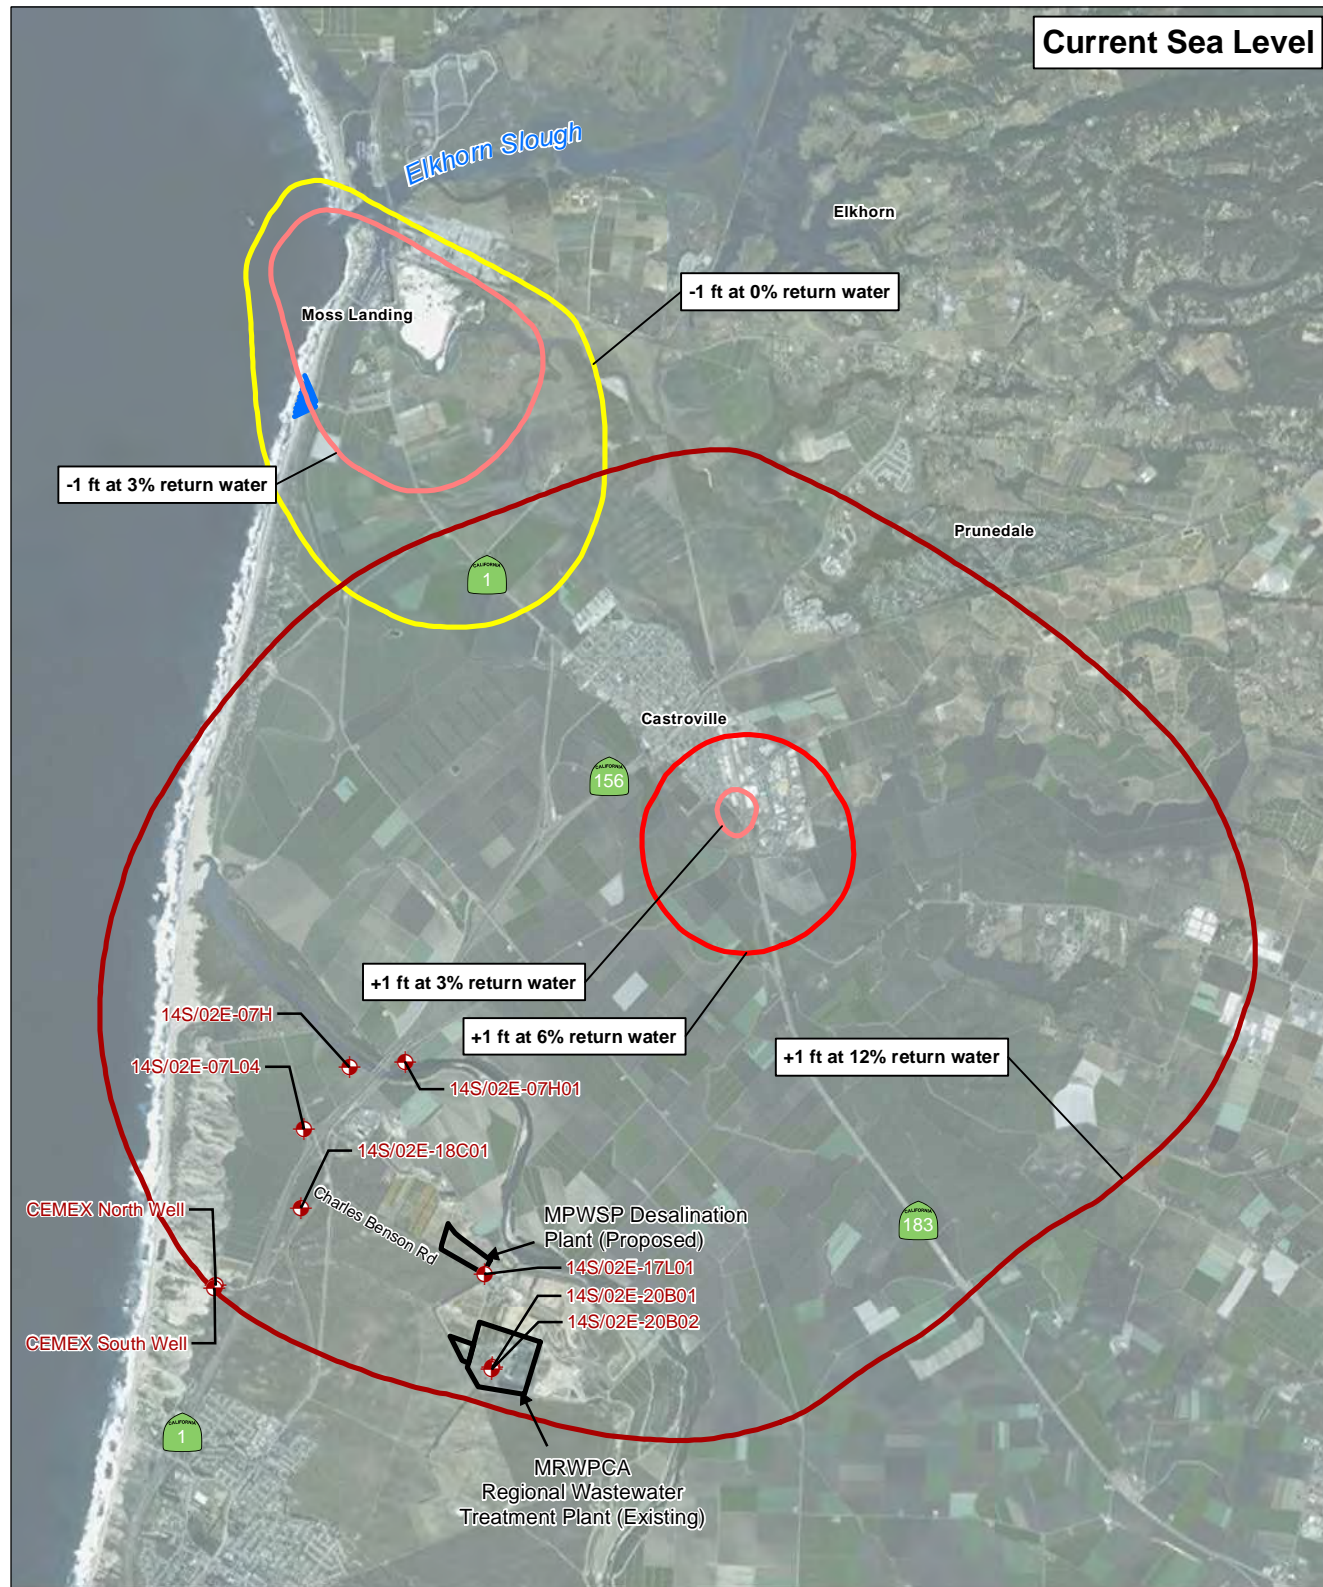 Current Sea Level
Elkhorn Slough
Elkhorn
-1 ft at 0% return water
Moss Landing
-1 ft at 3% return water
Prunedale
CALIFORNIA
1
Castroville
CALIFORNIA
156
+1 ft at 3% return water
14S/02E-07H
+1 ft at 6% return water
+1 ft at 12% return water
14S/02E-07L04
14S/02E-07H01
14S/02E-18C01
Charles Benson Rd
CEMEX North Well
MPWSP Desalination
Plant (Proposed)
CALIFORNIA
183
14S/02E-17L01
14S/02E-20B01
14S/02E-20B02
CEMEX South Well
CALIFORNIA
1
MRWPCA
Regional Wastewater
Treatment Plant (Existing)